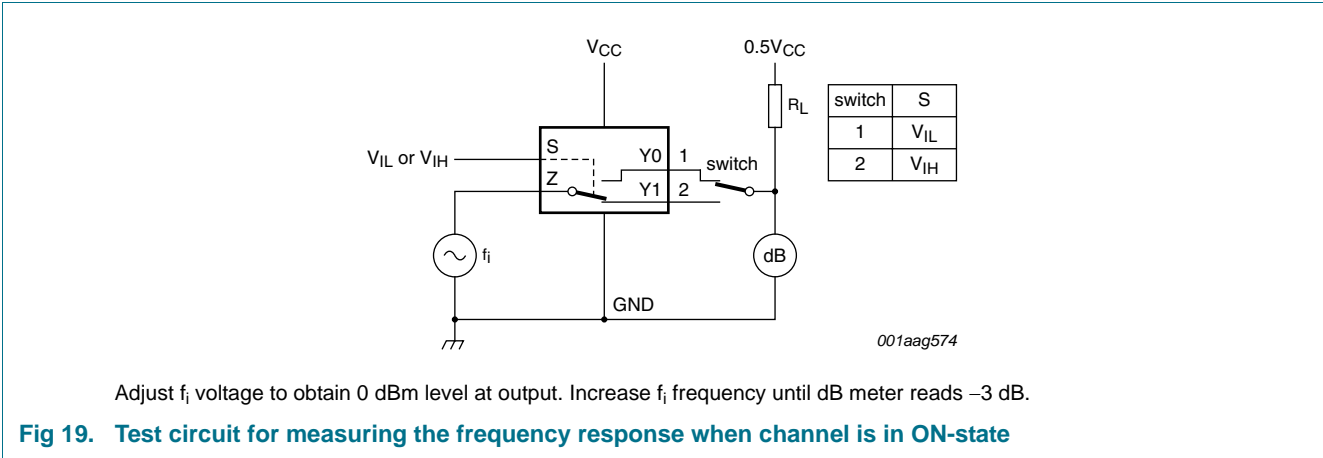 VCC 0.5VCC
RL
switch S
1 VIL
2 VIH
VIL or VIH
S
Z
Y0 1
Y1 2
switch
fi
dB
GND
001aag574
Adjust fi voltage to obtain 0 dBm level at output. Increase fi frequency until dB meter reads −3 dB.
Fig 19. Test circuit for measuring the frequency response when channel is in ON-state